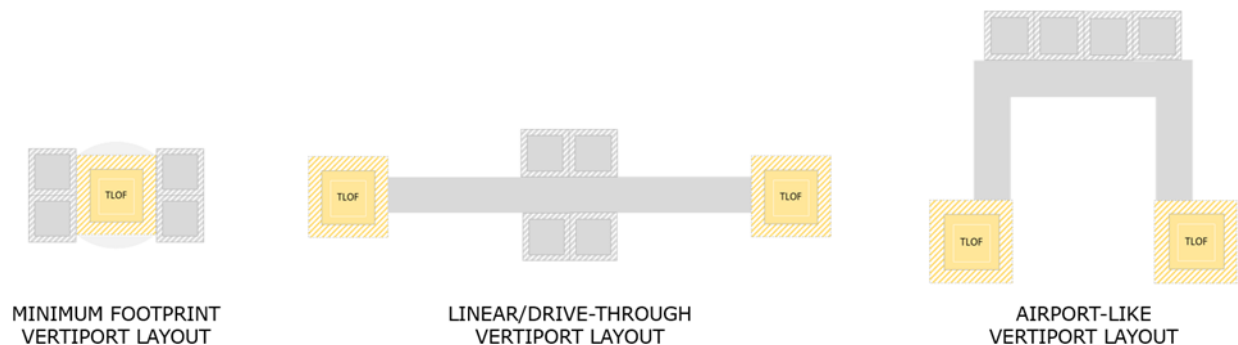 TLOF
MINIMUM FOOTPRINT
VERTIPORT LAYOUT
TLOF
TLOF
LINEAR/DRIVE-THROUGH
VERTIPORT LAYOUT
TLOF
TLOF
AIRPORT-LIKE
VERTIPORT LAYOUT